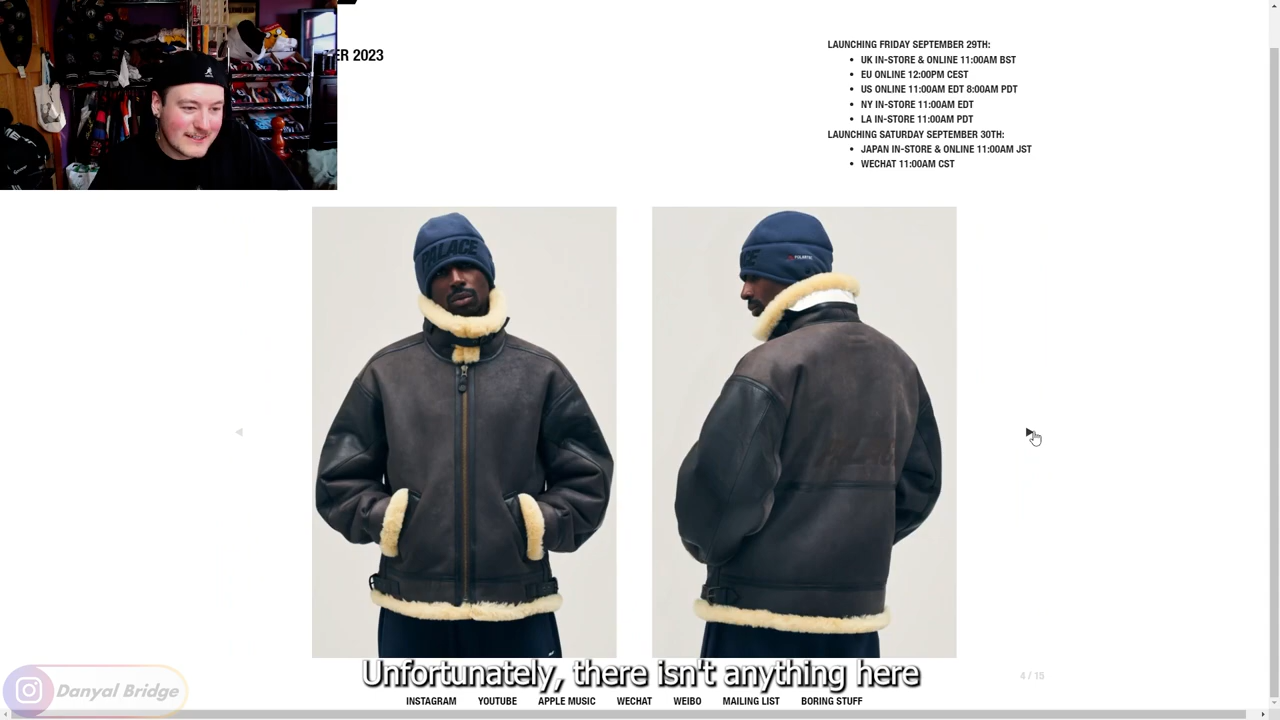 ER 2023
LAUNCHING FRIDAY SEPTEMBER 29TH:
• UK IN-STORE & ONLINE 11:00AM BST
• EU ONLINE 12:00PM CEST
• US ONLINE 11:00AM EDT 8:00AM PDT
• NY IN-STORE 11:00AM EDT
• LA IN-STORE 11:00AM PDT
LAUNCHING SATURDAY SEPTEMBER 30TH:
• JAPAN IN-STORE & ONLINE 11:00AM JST
• WECHAT 11:00AM CST
PALACE
Unfortunately, there isn't anything here
4 / 15
Danyal Bridge
INSTAGRAM YOUTUBE APPLE MUSIC WECHAT WEIBO MAILING LIST BORING STUFF